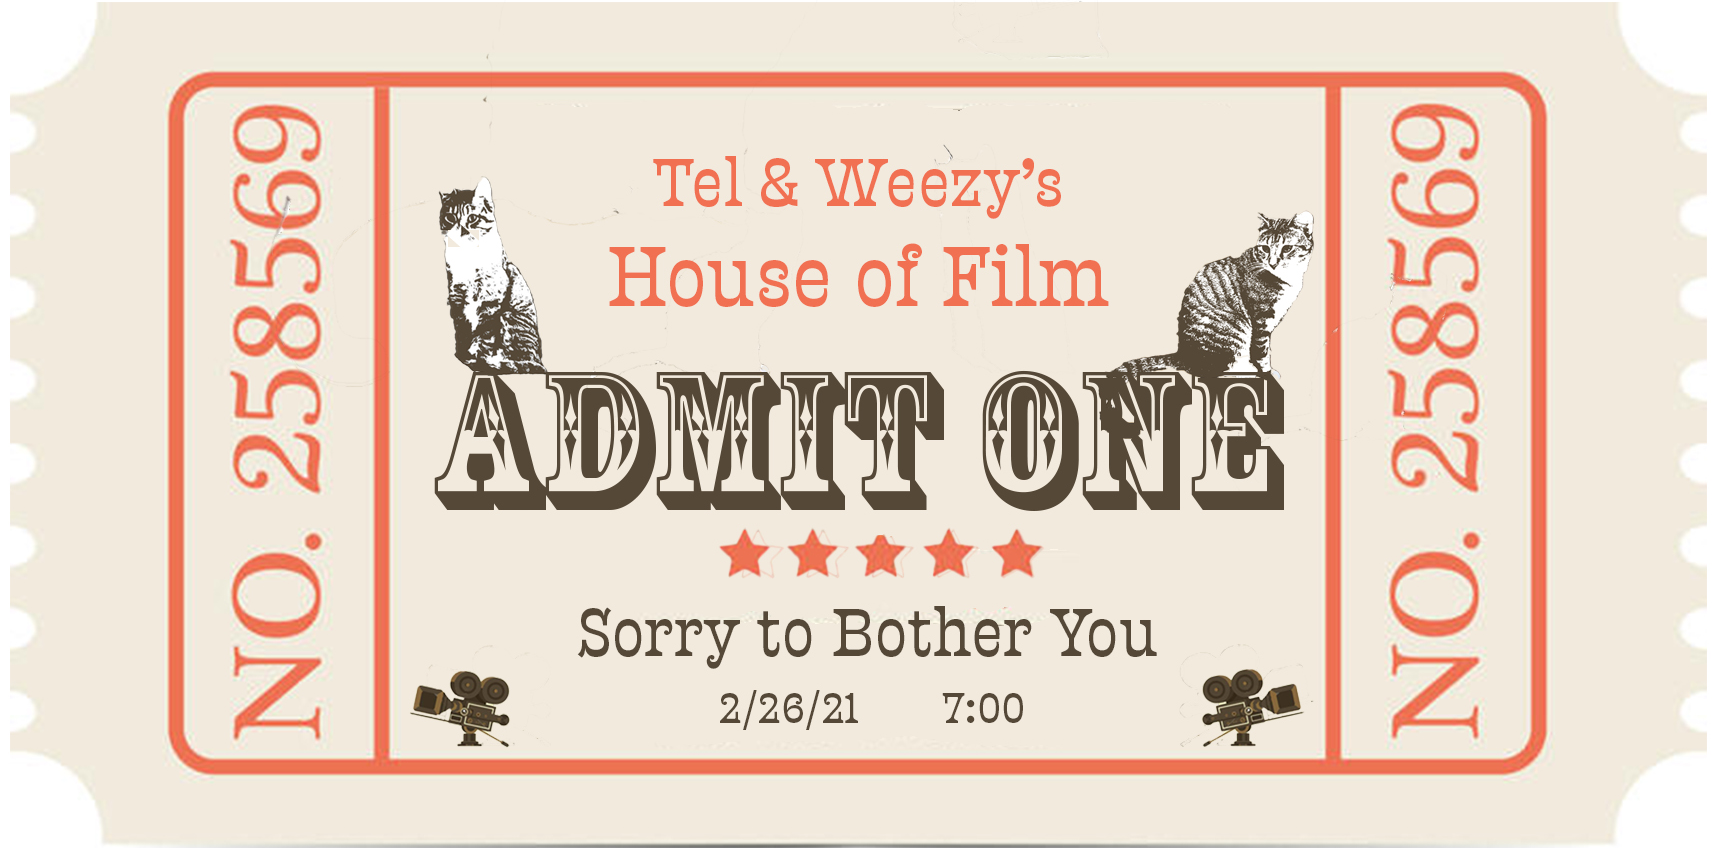 NO. 258569
Tel & Weezy's
House of Film
ADMIT ONE
Sorry to Bother You
2/26/21 7:00
NO. 258569